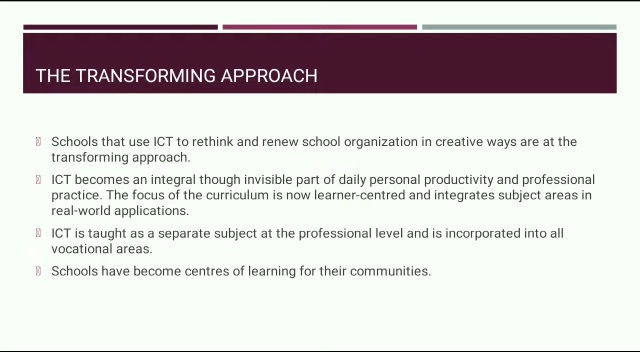 THE TRANSFORMING APPROACH
Schools that use ICT to rethink and renew school organization in creative ways are at the
transforming approach.
ICT becomes an integral though invisible part of daily personal productivity and professional
practice. The focus of the curriculum is now learner-centred and integrates subject areas in
real-world applications.
ICT is taught as a separate subject at the professional level and is incorporated into all
vocational areas.
Schools have become centres of learning for their communities.